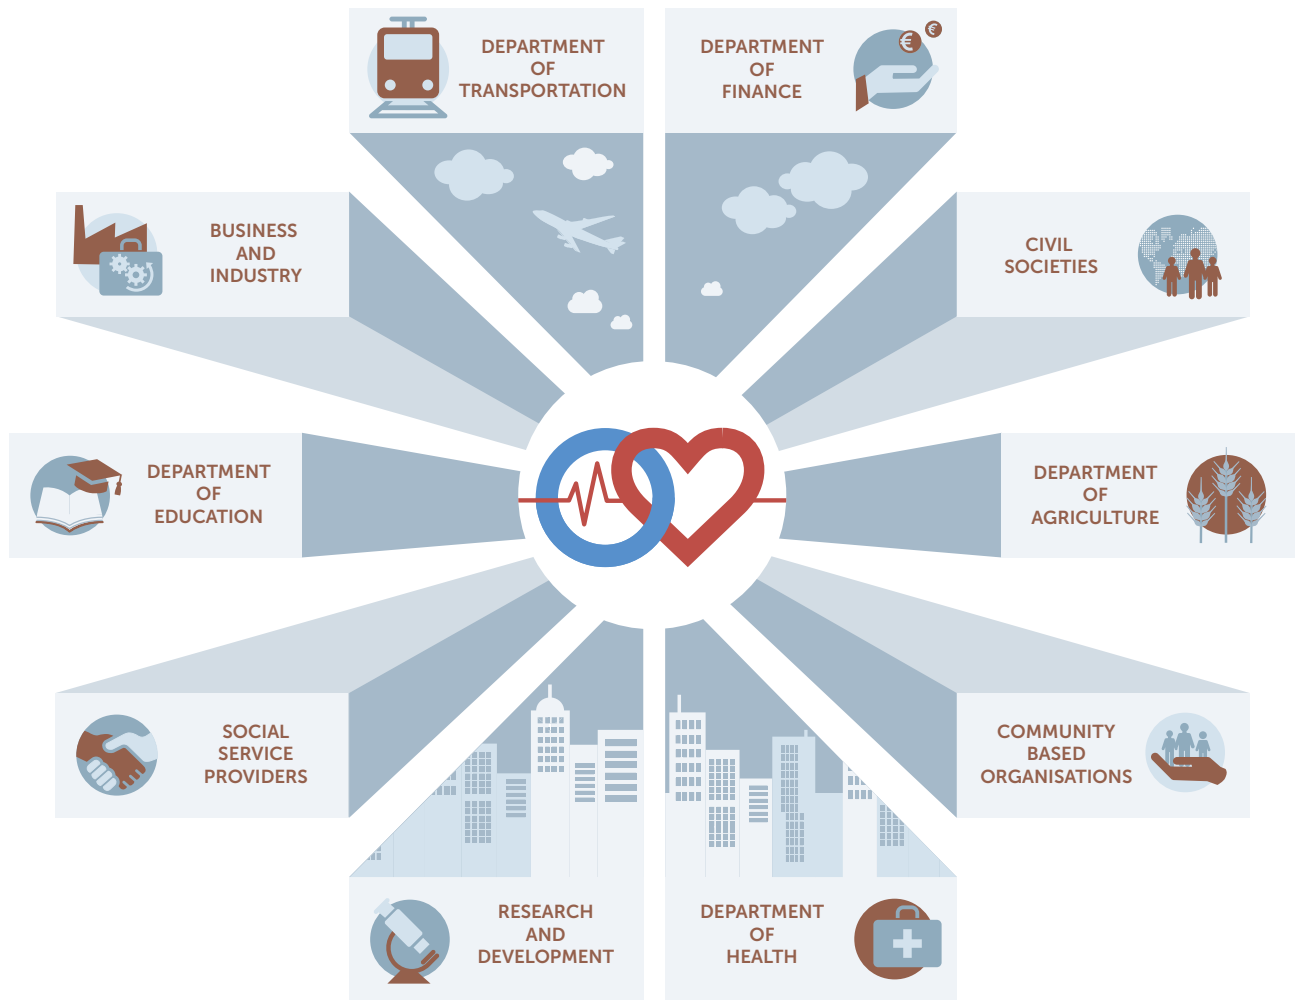 DEPARTMENT
OF
TRANSPORTATION
DEPARTMENT
OF
FINANCE
€
€
BUSINESS
AND
INDUSTRY
CIVIL
SOCIETIES
DEPARTMENT
OF
EDUCATION
DEPARTMENT
OF
AGRICULTURE
SOCIAL
SERVICE
PROVIDERS
COMMUNITY
BASED
ORGANISATIONS
RESEARCH
AND
DEVELOPMENT
DEPARTMENT
OF
HEALTH